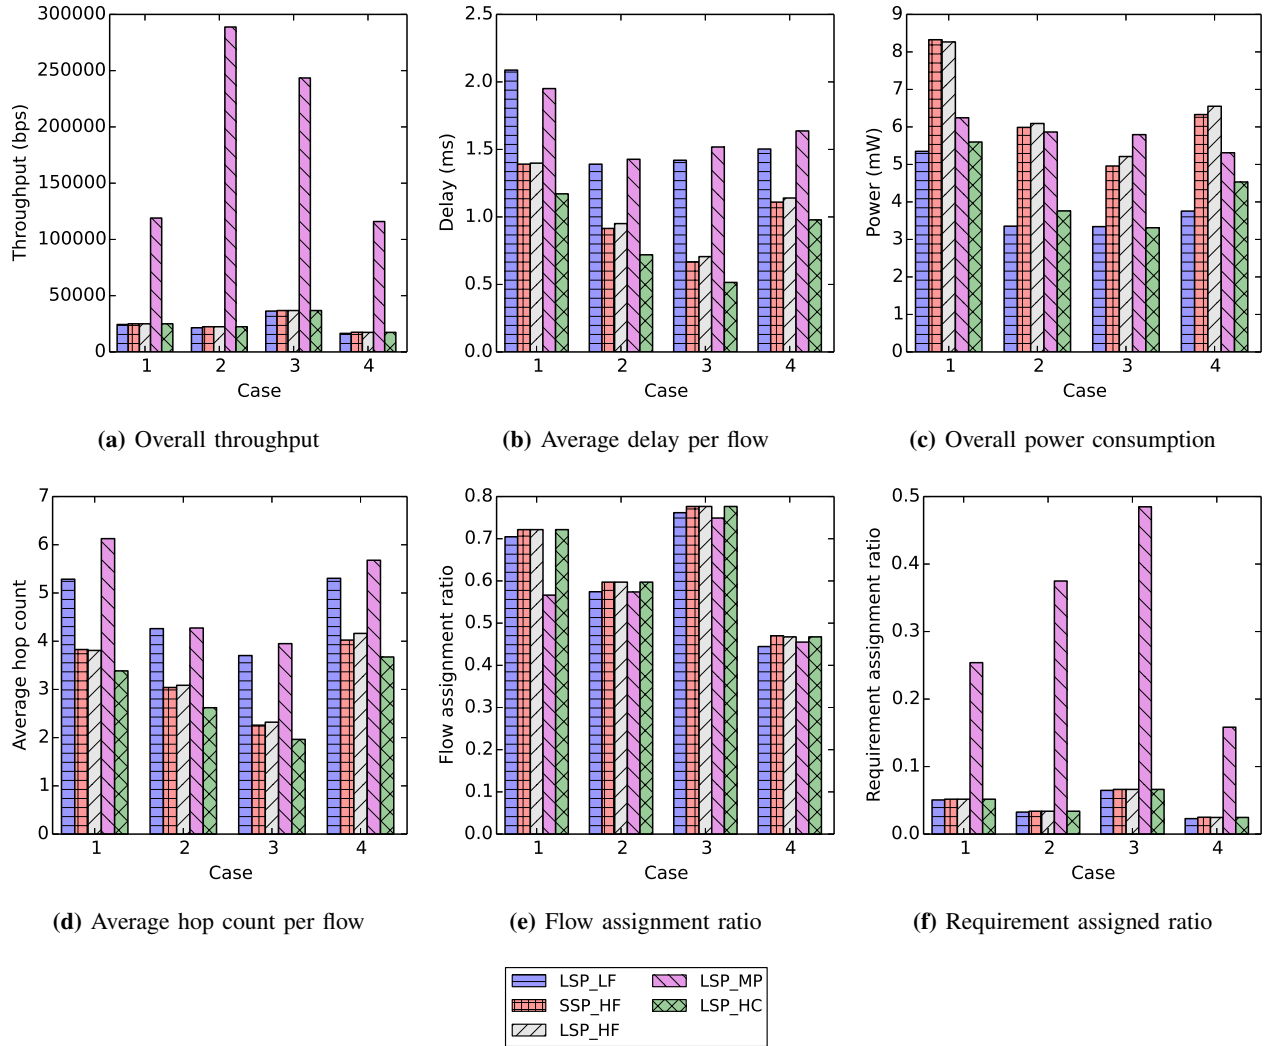 300000
250000
200000
150000
100000
50000
0
Throughput (bps)
1 2 3 4
Case
(a) Overall throughput
2.5
2.0
1.5
1.0
0.5
0.0
Delay (ms)
1 2 3 4
Case
(b) Average delay per flow
9
8
7
6
5
4
3
2
1
0
Power (mW)
1 2 3 4
Case
(c) Overall power consumption
7
6
5
4
3
2
1
0
Average hop count
1 2 3 4
Case
(d) Average hop count per flow
0.8
0.7
0.6
0.5
0.4
0.3
0.2
0.1
0.0
Flow assignment ratio
1 2 3 4
Case
(e) Flow assignment ratio
0.5
0.4
0.3
0.2
0.1
0.0
Requirement assignment ratio
1 2 3 4
Case
(f) Requirement assigned ratio
LSP_LF LSP_MP
SSP_HF LSP_HC
LSP_HF